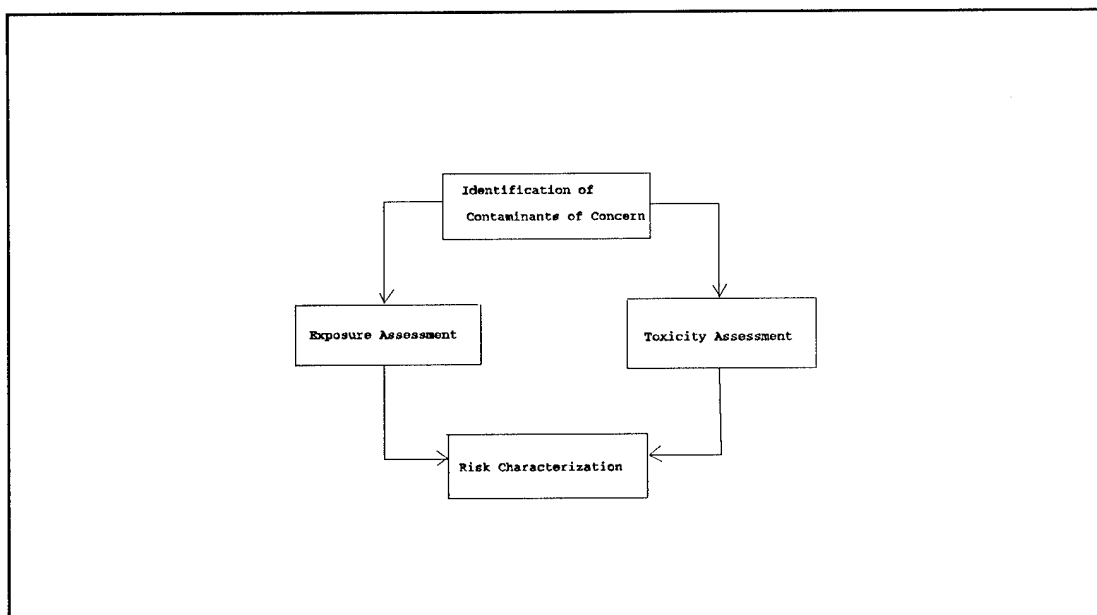 Identification of
Contaminants of Concern
Exposure Assessment
Toxicity Assessment
Risk Characterization